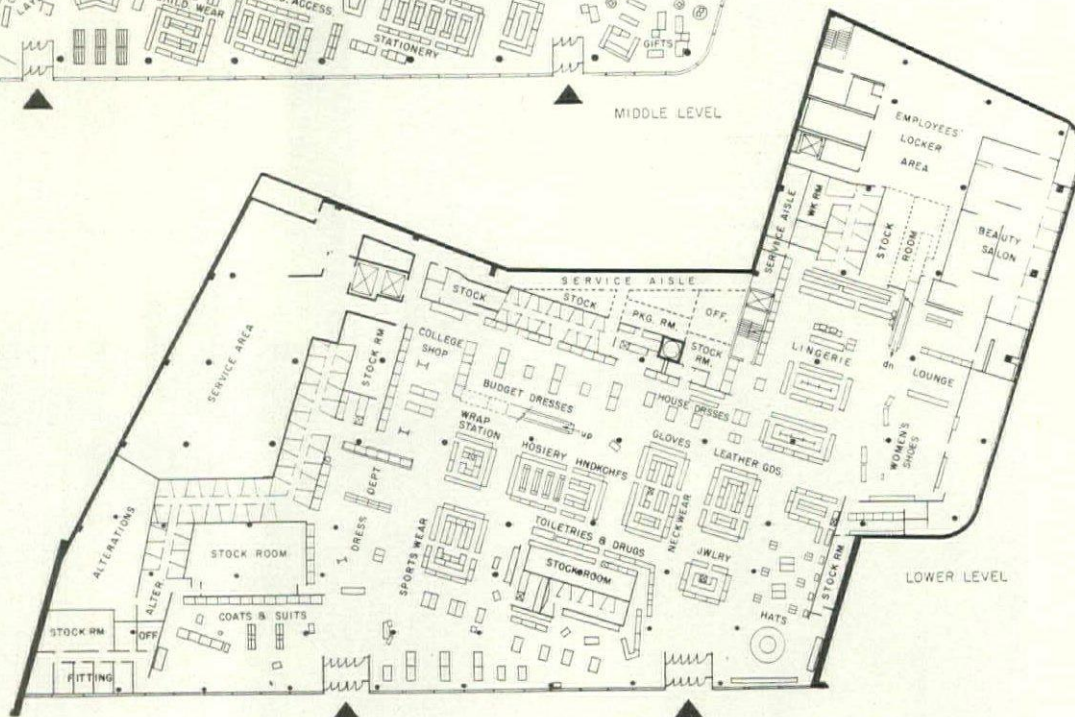 LAY
CHILD. WEAR
ACCESS.
STATIONERY
GIFTS
MIDDLE LEVEL
EMPLOYEES'
LOCKER
AREA
SERVICE AISLE
WK RM
STOCK
ROOM
BEAUTY
SALON
SERVICE AISLE
STOCK
STOCK
PKG. RM.
OFF.
STOCK
RM.
SERVICE AREA
STOCK RM
COLLEGE
SHOP
BUDGET DRESSES
up
HOUSE DRSSES
LINGERIE
dn
LOUNGE
WOMEN'S
SHOES
WRAP
STATION
HOSIERY
HNDKCHFS
GLOVES
LEATHER GDS.
NECKWEAR
DRESS DEPT
SPORTS WEAR
TOILETRIES & DRUGS
STOCKROOM
JWLRY
STOCK RM
HATS
LOWER LEVEL
ALTERATIONS
ALTER
STOCK ROOM
COATS & SUITS
STOCK RM.
OFF
FITTING